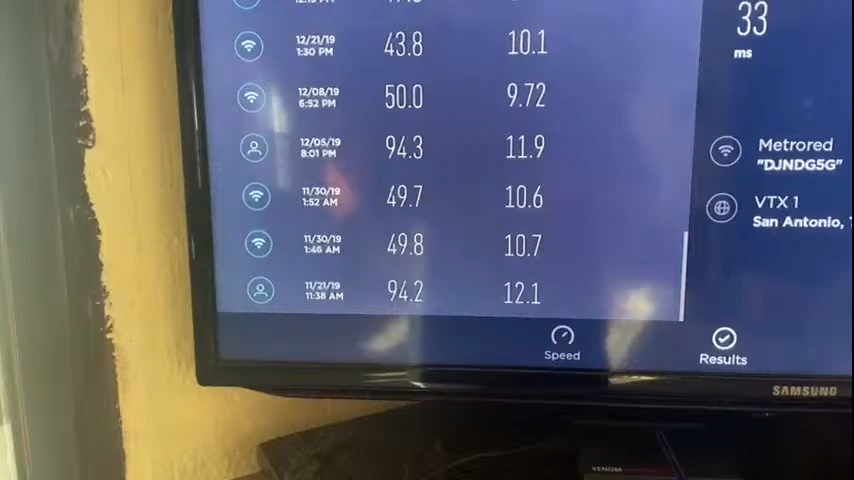 33
ms
12/21/19 43.8 10.1
1:30 PM
12/08/19 50.0 9.72
6:52 PM
12/05/19 94.3 11.9
8:01 PM
11/30/19 49.7 10.6
1:52 AM
11/30/19 49.8 10.7
1:46 AM
11/21/19 94.2 12.1
11:38 AM
Metrored
"DJNDG5G"
VTX 1
San Antonio,
Speed
Results
SAMSUNG
VENOM